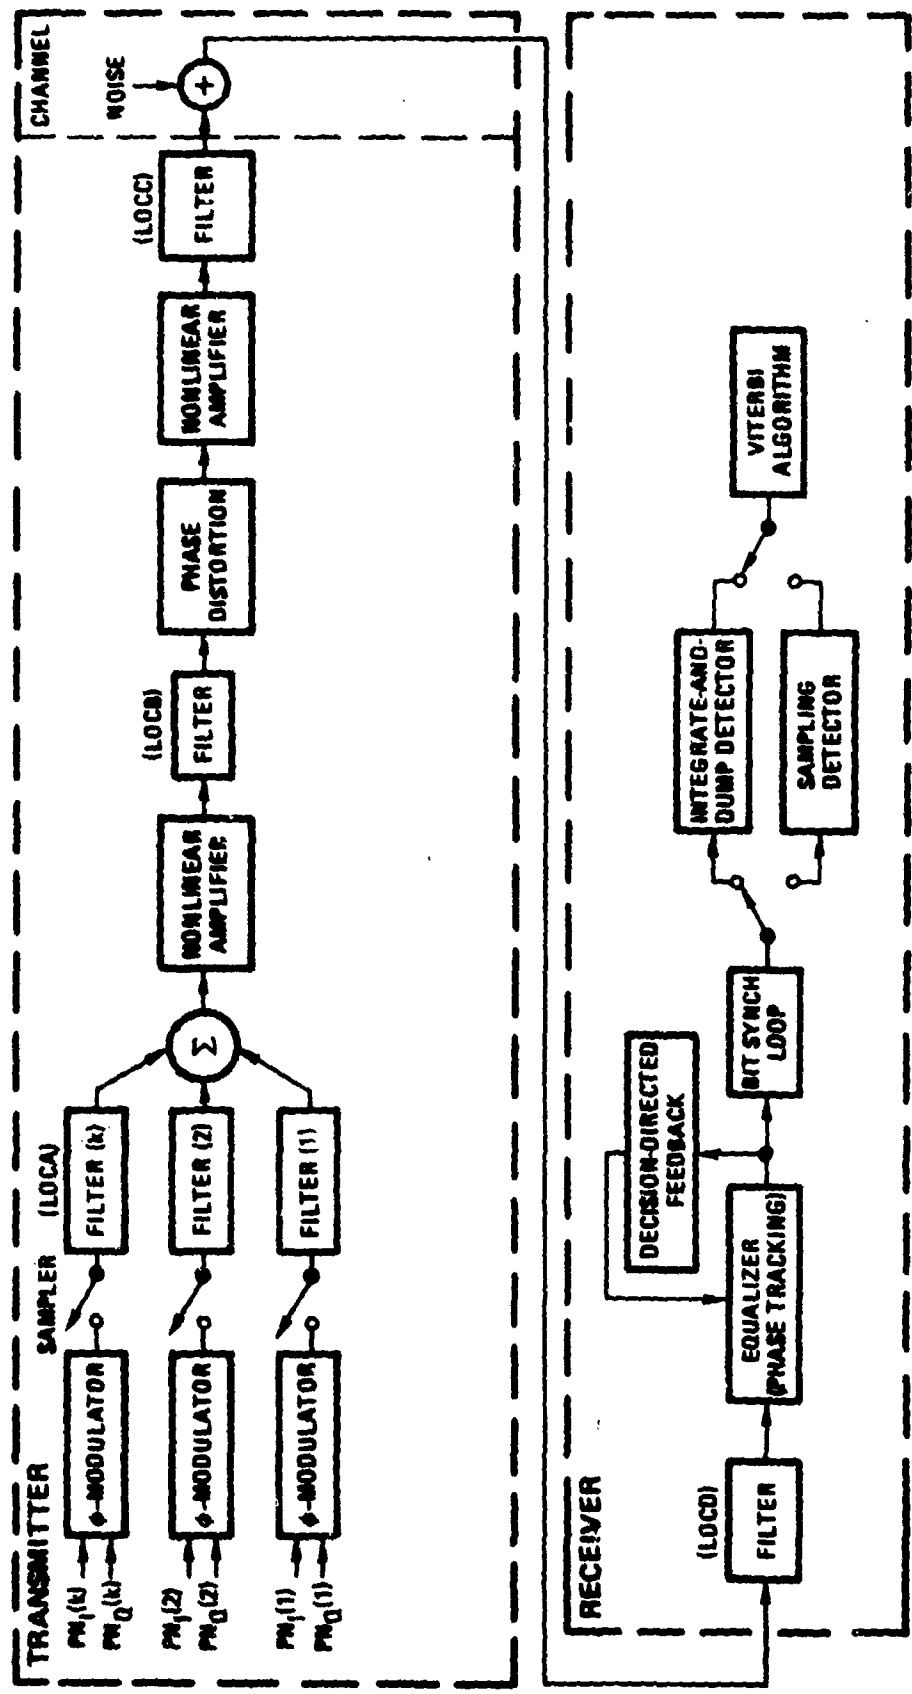 TRANSMITTER
CHANNEL
SAMPLER
(LOCA)
PN_I(k)
PN_Q(k)
ϕ-MODULATOR
FILTER (k)
PN_I(2)
PN_Q(2)
ϕ-MODULATOR
FILTER (2)
PN_I(1)
PN_Q(1)
ϕ-MODULATOR
FILTER (1)
Σ
NONLINEAR
AMPLIFIER
(LOCB)
FILTER
PHASE
DISTORTION
NONLINEAR
AMPLIFIER
(LOCC)
FILTER
NOISE
+
RECEIVER
(LOCD)
FILTER
EQUALIZER
(PHASE TRACKING)
DECISION-DIRECTED
FEEDBACK
BIT SYNCH
LOOP
INTEGRATE-AND-
DUMP DETECTOR
SAMPLING
DETECTOR
VITERBI
ALGORITHM